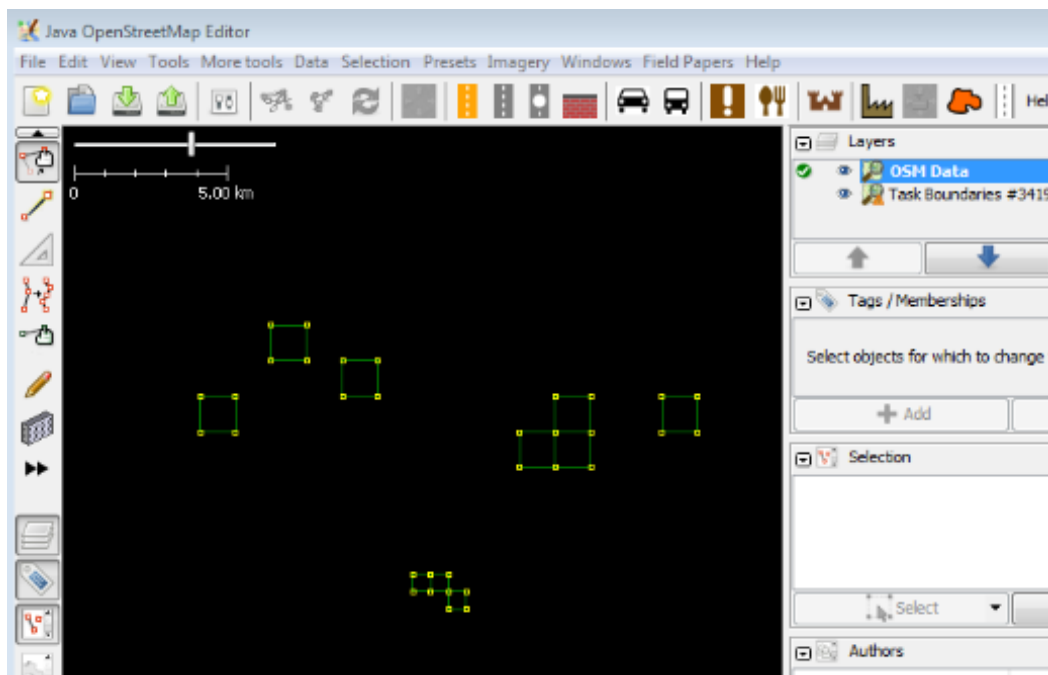 Java OpenStreetMap Editor
File Edit View Tools More tools Data Selection Presets Imagery Windows Field Papers Help
Hel
0 5.00 km
Layers
OSM Data
Task Boundaries #3419
Tags / Memberships
Select objects for which to change
Add
Selection
Select
Authors